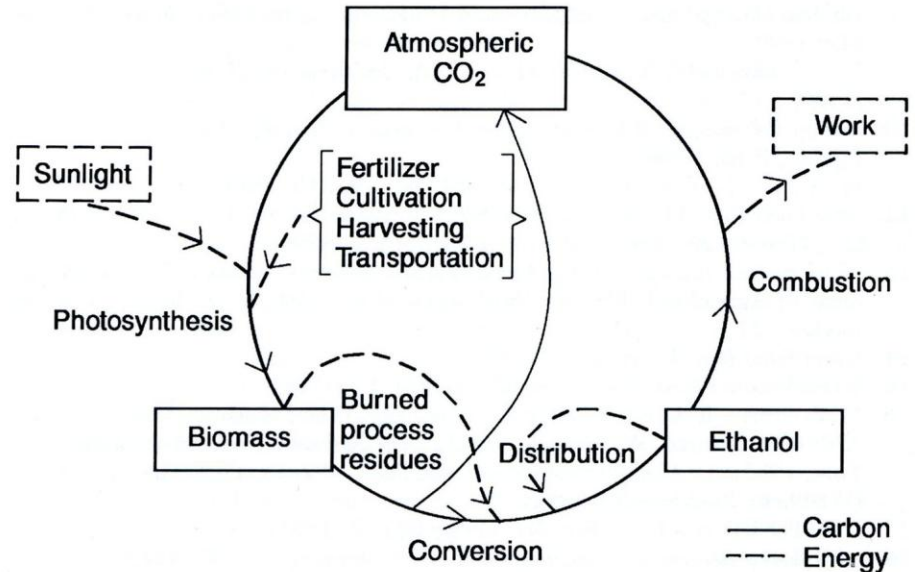 Atmospheric
CO₂
Work
Sunlight
Fertilizer
Cultivation
Harvesting
Transportation
Combustion
Photosynthesis
Biomass
Burned
process
residues
Distribution
Ethanol
Conversion
Carbon
Energy